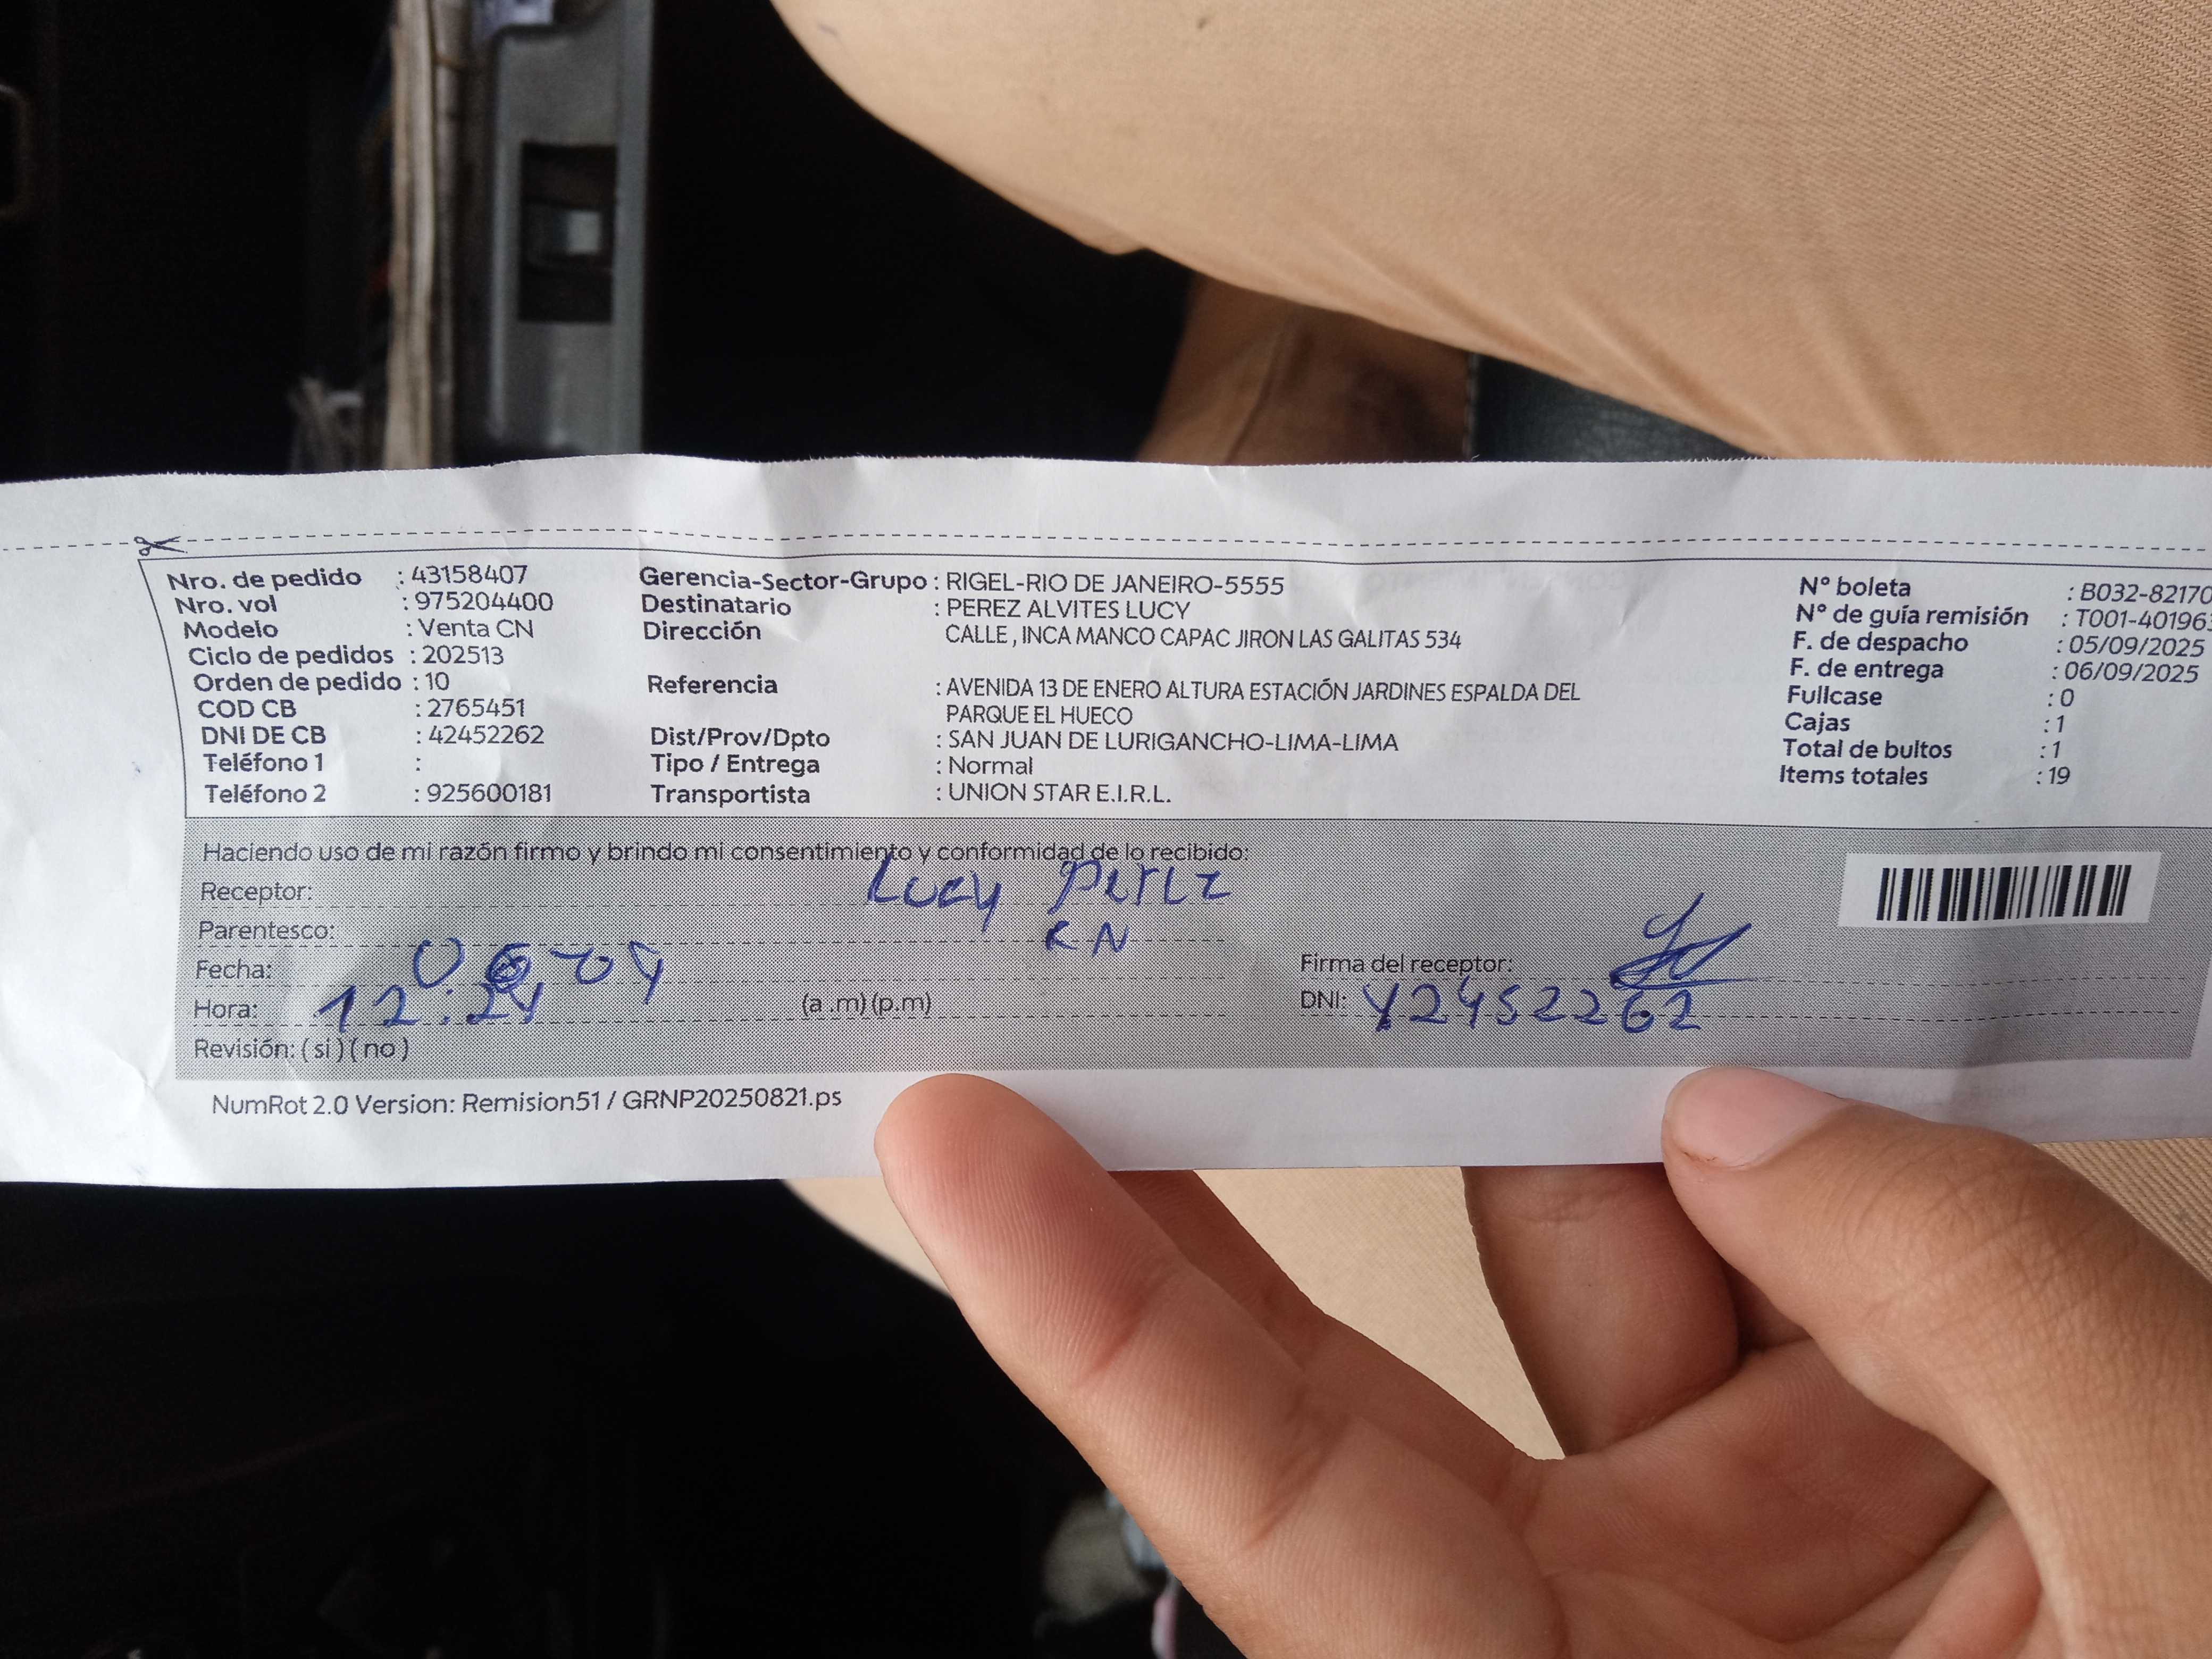 Nro. de pedido : 43158407
Nro. vol : 975204400
Modelo : Venta CN
Ciclo de pedidos : 202513
Orden de pedido : 10
COD CB : 2765451
DNI DE CB : 42452262
Teléfono 1 :
Teléfono 2 : 925600181
Gerencia-Sector-Grupo : RIGEL-RIO DE JANEIRO-5555
Destinatario : PEREZ ALVITES LUCY
Dirección CALLE , INCA MANCO CAPAC JIRON LAS GALITAS 534
Referencia : AVENIDA 13 DE ENERO ALTURA ESTACIÓN JARDINES ESPALDA DEL
PARQUE EL HUECO
Dist/Prov/Dpto : SAN JUAN DE LURIGANCHO-LIMA-LIMA
Tipo / Entrega : Normal
Transportista : UNION STAR E.I.R.L.
N° boleta : B032-82170
N° de guía remisión : T001-401963
F. de despacho : 05/09/2025
F. de entrega : 06/09/2025
Fullcase : 0
Cajas : 1
Total de bultos : 1
Items totales : 19
Haciendo uso de mi razón firmo y brindo mi consentimiento y conformidad de lo recibido:
Receptor: Lucy Perez
Parentesco:
Fecha:
Hora: 12:24 (a .m) (p.m)
Revisión: ( si ) ( no )
Firma del receptor:
DNI: 42452262
NumRot 2.0 Version: Remision51 / GRNP20250821.ps